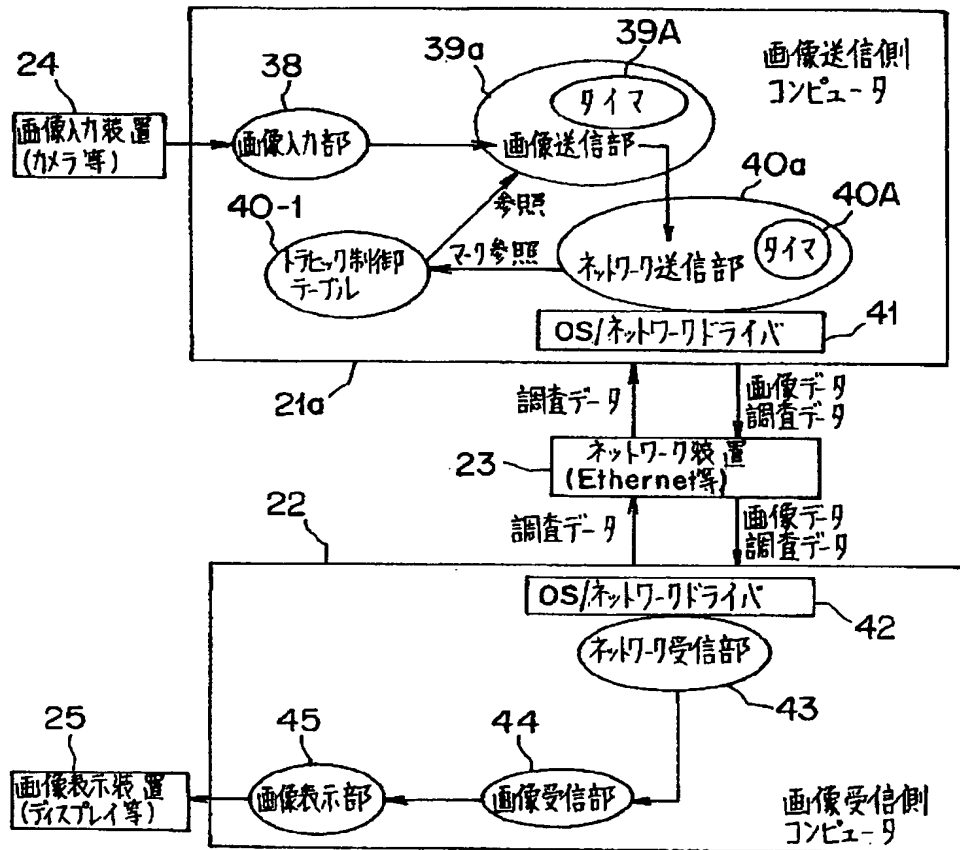 24
画像入力装置
(カメラ等)
38
画像入力部
39a
39A
タイマ
画像送信部
画像送信側
コンピュータ
40-1
トラヒック制御
テーブル
参照
マーク参照
40a
40A
タイマ
ネットワーク送信部
OS/ネットワークドライバ
41
21a
調査データ
画像データ
調査データ
23
ネットワーク装置
(Ethernet等)
22
調査データ
画像データ
調査データ
OS/ネットワークドライバ
42
ネットワーク受信部
43
25
画像表示装置
(ディスプレイ等)
45
画像表示部
44
画像受信部
画像受信側
コンピュータ